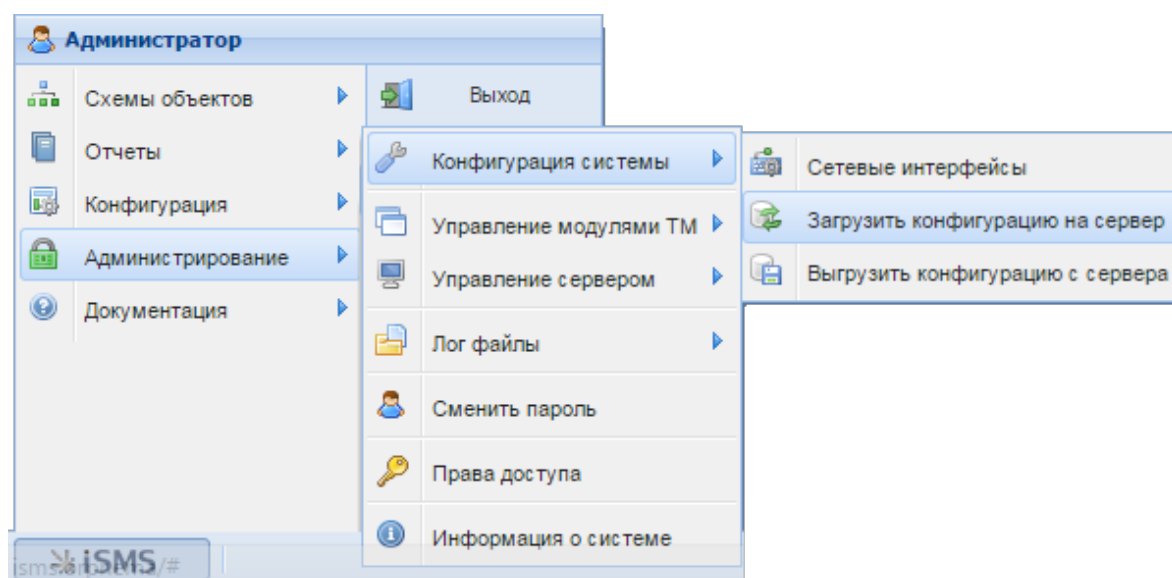 Администратор
Схемы объектов
Отчеты
Конфигурация
Администрирование
Документация
Выход
Конфигурация системы
Управление модулями ТМ
Управление сервером
Лог файлы
Сменить пароль
Права доступа
Информация о системе
Сетевые интерфейсы
Загрузить конфигурацию на сервер
Выгрузить конфигурацию с сервера
iSMS